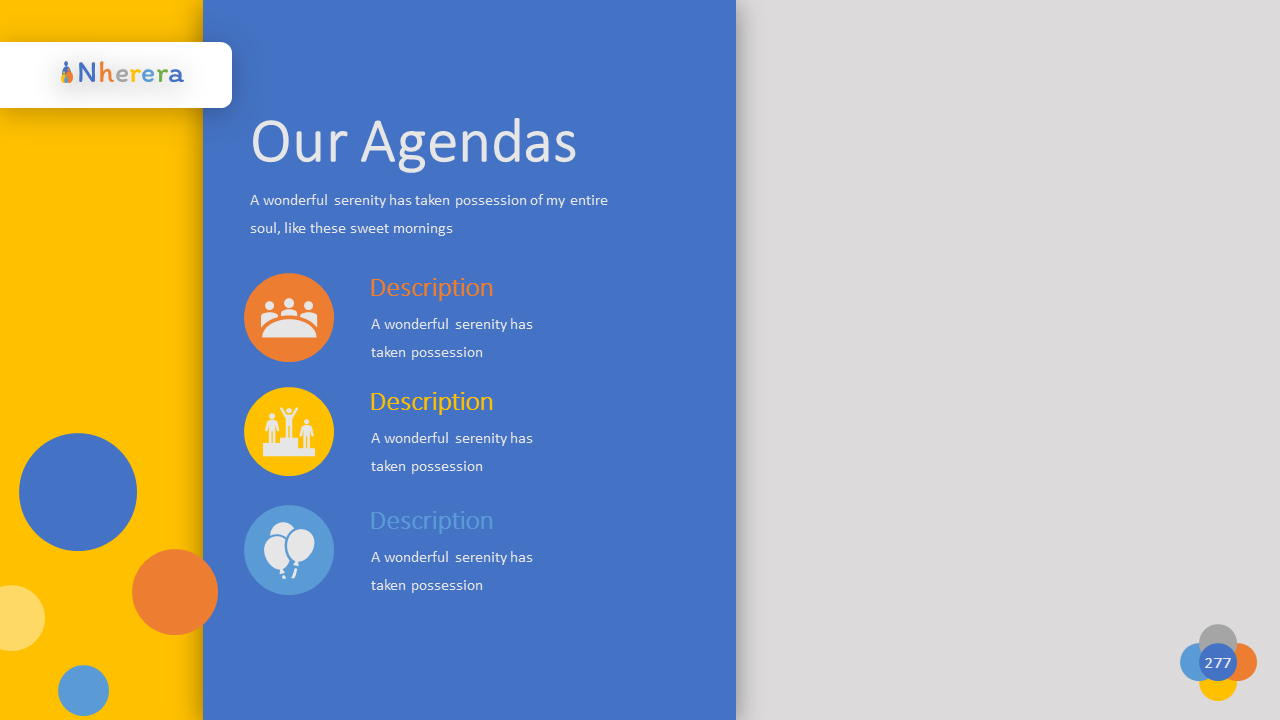 Nherera
Our Agendas
A wonderful serenity has taken possession of my entire
soul, like these sweet mornings
Description
A wonderful serenity has
taken possession
Description
A wonderful serenity has
taken possession
Description
A wonderful serenity has
taken possession
277